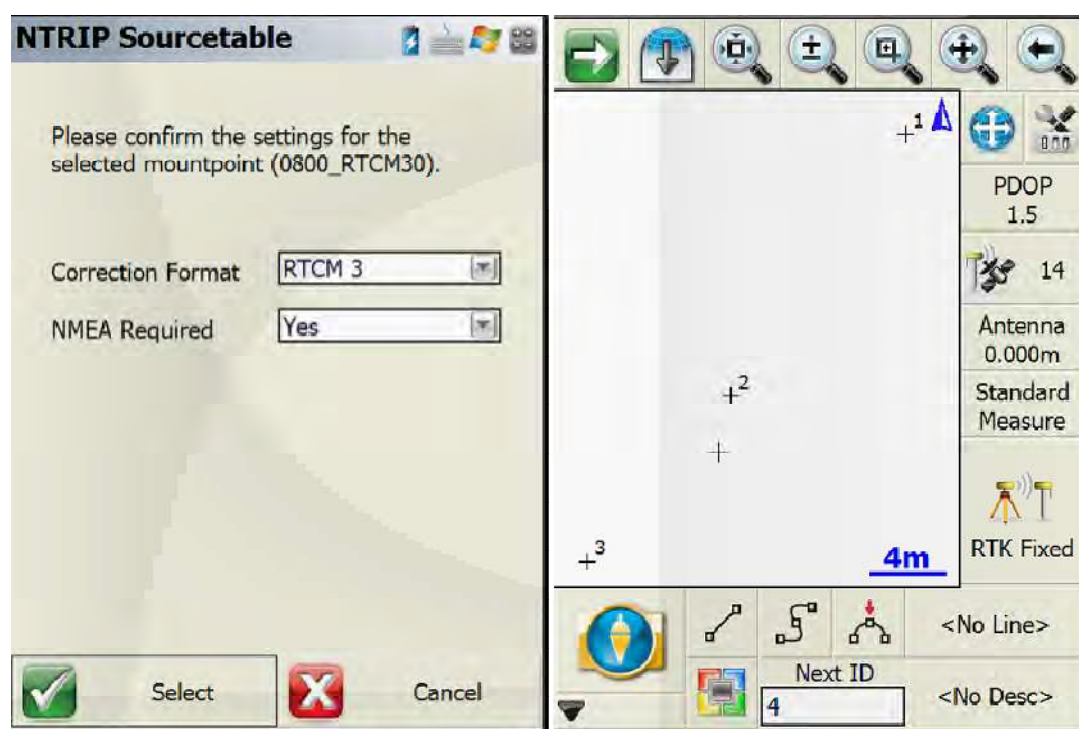 NTRIP Sourcetable
Please confirm the settings for the
selected mountpoint (0800_RTCM30).
Correction Format
RTCM 3
NMEA Required
Yes
Select
Cancel
1
2
3
4m
PDOP
1.5
14
Antenna
0.000m
Standard
Measure
RTK Fixed
<No Line>
Next ID
4
<No Desc>